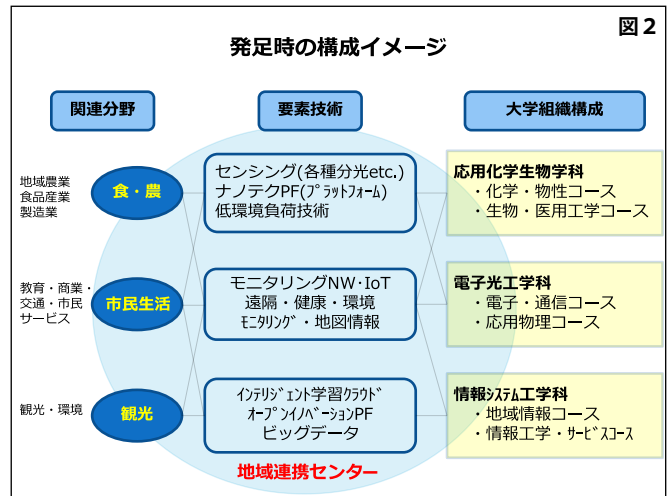 図2
発足時の構成イメージ
関連分野
要素技術
大学組織構成
地域農業
食品産業
製造業
食・農
センシング(各種分光etc.)
ナノテクPF(ﾌﾟﾗｯﾄﾌｫｰﾑ)
低環境負荷技術
応用化学生物学科
・化学・物性コース
・生物・医用工学コース
教育・商業・
交通・市民
サービス
市民生活
モニタリングNW・IoT
遠隔・健康・環境
ﾓﾆﾀﾘﾝｸﾞ・地図情報
電子光工学科
・電子・通信コース
・応用物理コース
観光・環境
観光
ｲﾝﾃﾘｼﾞｪﾝﾄ学習ｸﾗｳﾄﾞ
ｵｰﾌﾟﾝｲﾉﾍﾞｰｼｮﾝPF
ビッグデータ
情報ｼｽﾃﾑ工学科
・地域情報コース
・情報工学・ｻｰﾋﾞｽｺｰｽ
地域連携センター